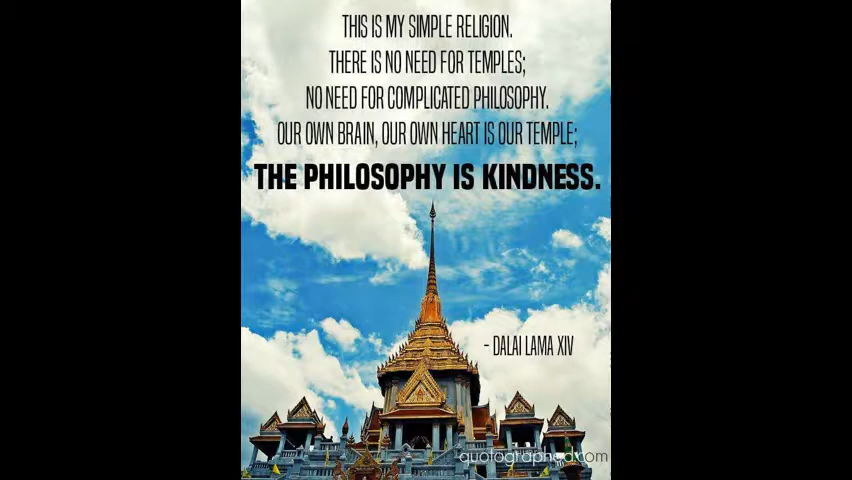 THIS IS MY SIMPLE RELIGION.
THERE IS NO NEED FOR TEMPLES;
NO NEED FOR COMPLICATED PHILOSOPHY.
OUR OWN BRAIN, OUR OWN HEART IS OUR TEMPLE;
THE PHILOSOPHY IS KINDNESS.
- DALAI LAMA XIV
quotographed.com